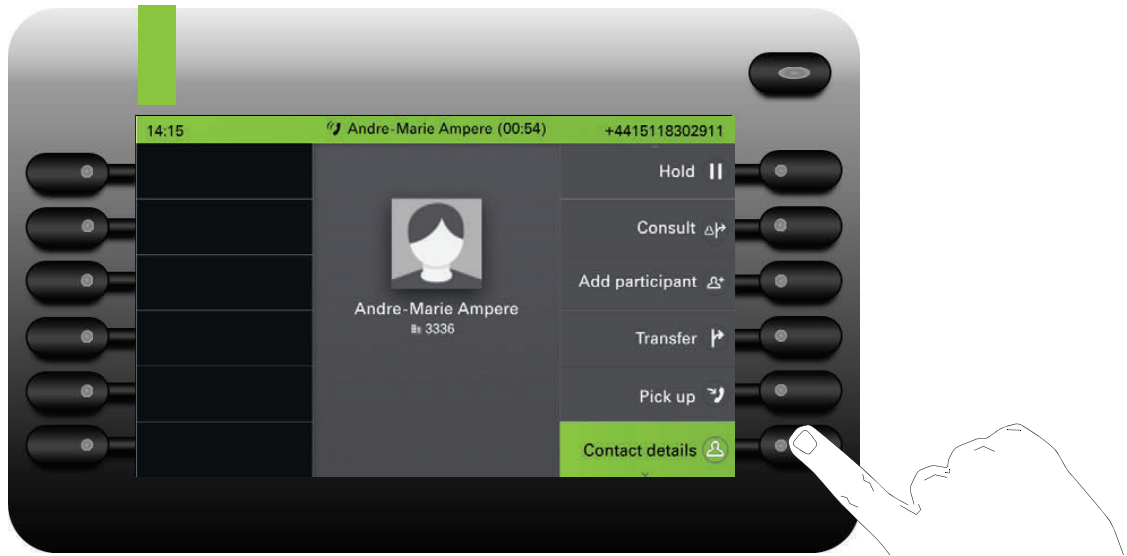 14:15
Andre-Marie Ampere (00:54)
+4415118302911
Hold
Consult
Add participant
Andre-Marie Ampere
3336
Transfer
Pick up
Contact details